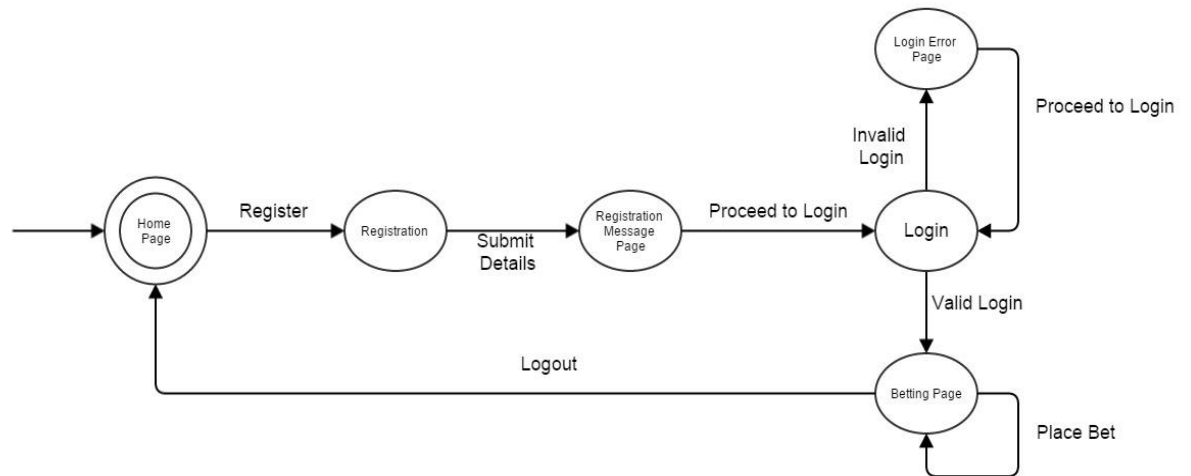 Login Error
Page
Proceed to Login
Invalid
Login
Home
Page
Register
Registration
Submit
Details
Registration
Message
Page
Proceed to Login
Login
Valid Login
Logout
Betting Page
Place Bet